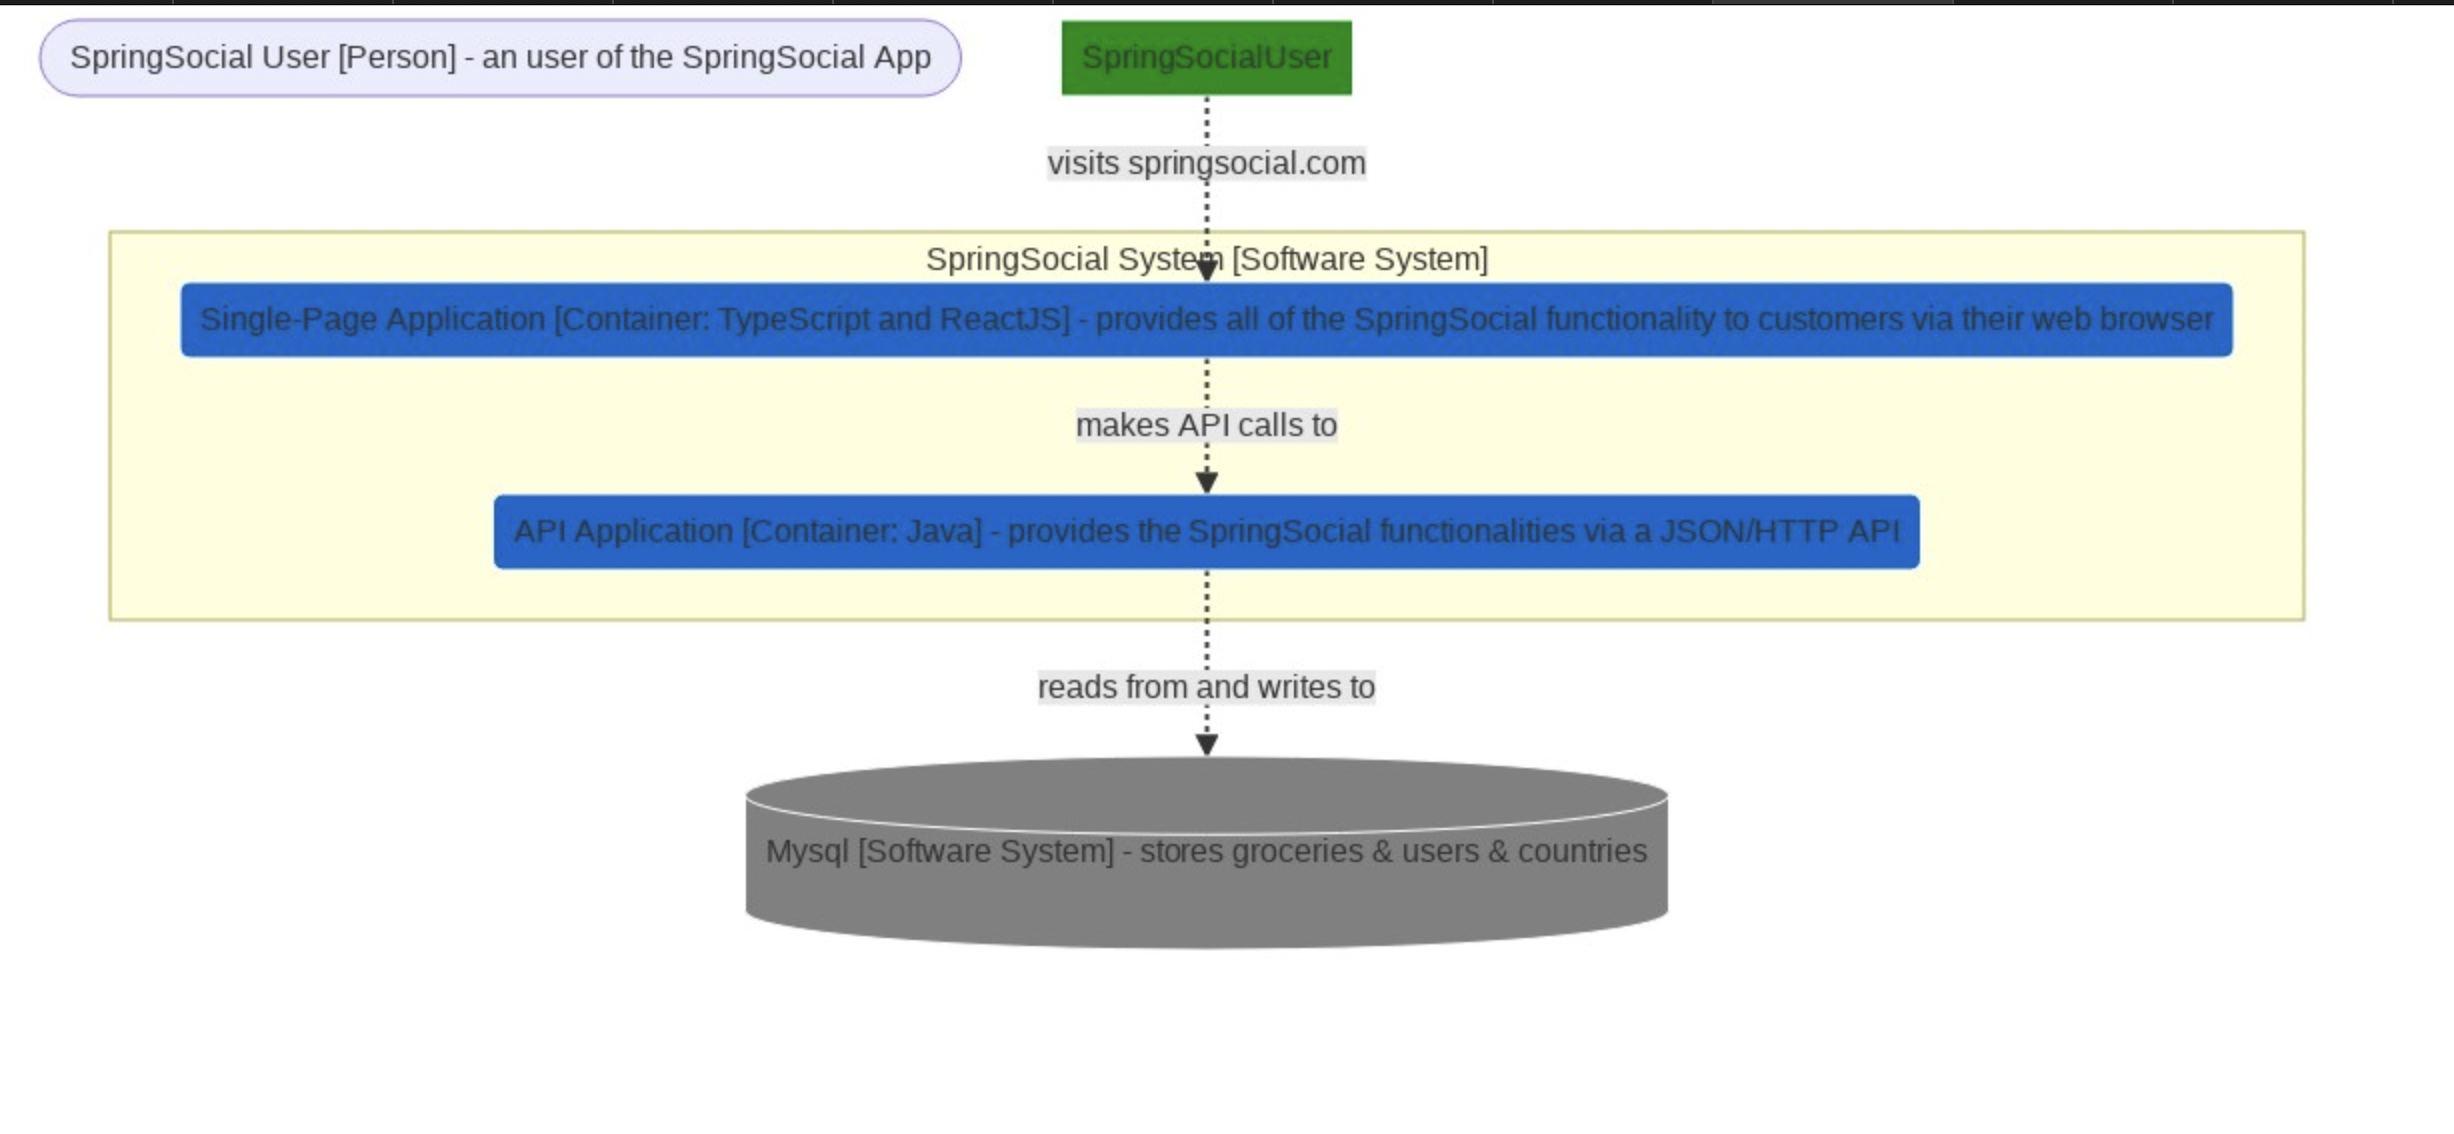 SpringSocial User [Person] - an user of the SpringSocial App
SpringSocialUser
visits springsocial.com
SpringSocial System [Software System]
Single-Page Application [Container: TypeScript and ReactJS] - provides all of the SpringSocial functionality to customers via their web browser
makes API calls to
API Application [Container: Java] - provides the SpringSocial functionalities via a JSON/HTTP API
reads from and writes to
Mysql [Software System] - stores groceries & users & countries